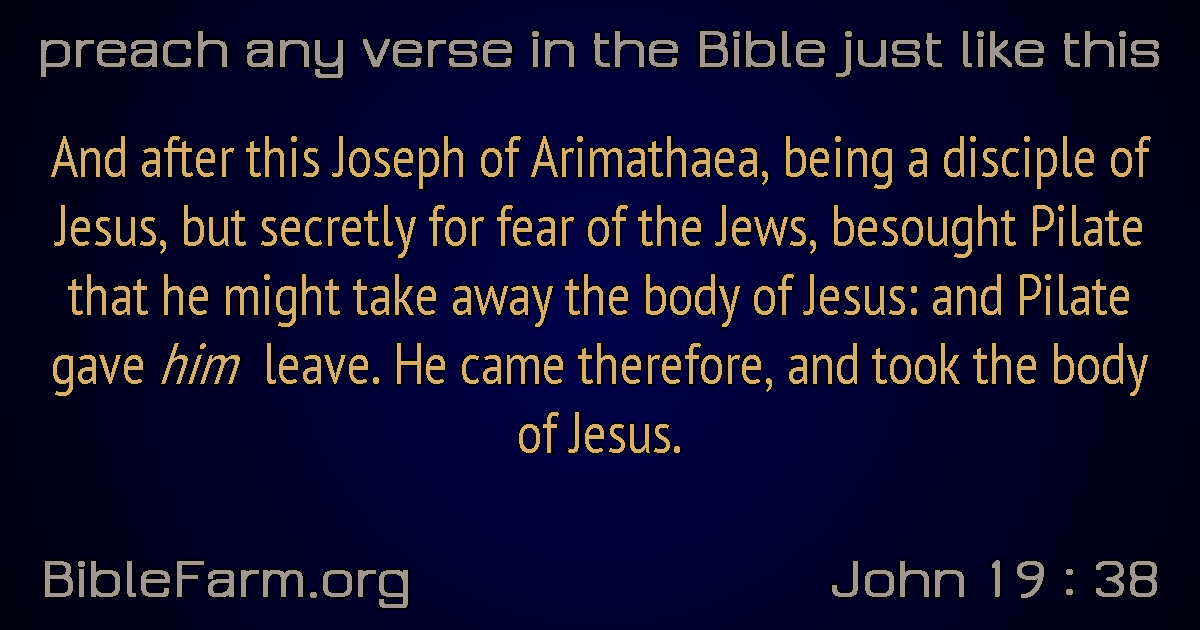 preach any verse in the Bible just like this
And after this Joseph of Arimathaea, being a disciple of
Jesus, but secretly for fear of the Jews, besought Pilate
that he might take away the body of Jesus: and Pilate
gave him leave. He came therefore, and took the body
of Jesus.
BibleFarm.org
John 19 : 38